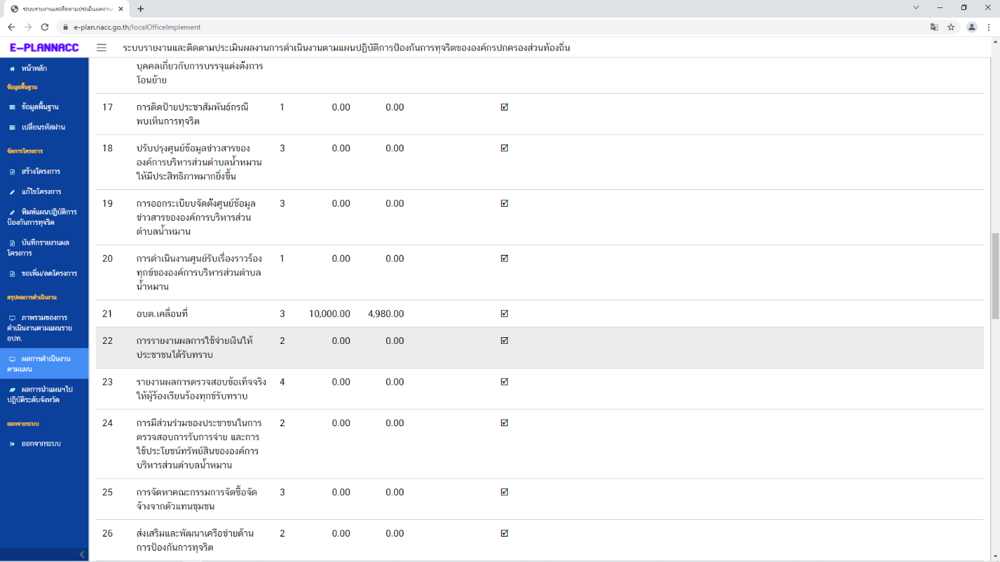 ระบบรายงานและติดตามประเมินผลงานก
e-plan.nacc.go.th/localOfficeImplement
E-PLANNACC
ระบบรายงานและติดตามประเมินผลงานการดำเนินงานตามแผนปฏิบัติการป้องกันการทุจริตขององค์กรปกครองส่วนท้องถิ่น
หน้าหลัก
ข้อมูลพื้นฐาน
ข้อมูลพื้นฐาน
เปลี่ยนรหัสผ่าน
จัดการโครงการ
สร้างโครงการ
แก้ไขโครงการ
พิมพ์แผนปฏิบัติการ
ป้องกันการทุจริต
บันทึกรายงานผล
โครงการ
ขอเพิ่ม/ลดโครงการ
สรุปผลการดำเนินงาน
ภาพรวมของการ
ดำเนินงานตามแผนราย
อปท.
ผลการดำเนินงาน
ตามแผน
ผลการนำแผนฯไป
ปฏิบัติระดับจังหวัด
ออกจากระบบ
ออกจากระบบ
บุคคลเกี่ยวกับการบรรจุแต่งตั้งการ
โอนย้าย
17 การติดป้ายประชาสัมพันธ์กรณี 1 0.00 0.00
พบเห็นการทุจริต
18 ปรับปรุงศูนย์ข้อมูลข่าวสารของ 3 0.00 0.00
องค์การบริหารส่วนตำบลน้ำหมาน
ให้มีประสิทธิภาพมากยิ่งขึ้น
19 การออกระเบียบจัดตั้งศูนย์ข้อมูล 3 0.00 0.00
ข่าวสารขององค์การบริหารส่วน
ตำบลน้ำหมาน
20 การดำเนินงานศูนย์รับเรื่องราวร้อง 1 0.00 0.00
ทุกข์ขององค์การบริหารส่วนตำบล
น้ำหมาน
21 อบต.เคลื่อนที่ 3 10,000.00 4,980.00
22 การรายงานผลการใช้จ่ายเงินให้ 2 0.00 0.00
ประชาชนได้รับทราบ
23 รายงานผลการตรวจสอบข้อเท็จจริง 4 0.00 0.00
ให้ผู้ร้องเรียนร้องทุกข์รับทราบ
24 การมีส่วนร่วมของประชาชนในการ 2 0.00 0.00
ตรวจสอบการรับการจ่าย และการ
ใช้ประโยชน์ทรัพย์สินขององค์การ
บริหารส่วนตำบลน้ำหมาน
25 การจัดหาคณะกรรมการจัดซื้อจัด 3 0.00 0.00
จ้างจากตัวแทนชุมชน
26 ส่งเสริมและพัฒนาเครือข่ายด้าน 2 0.00 0.00
การป้องกันการทุจริต